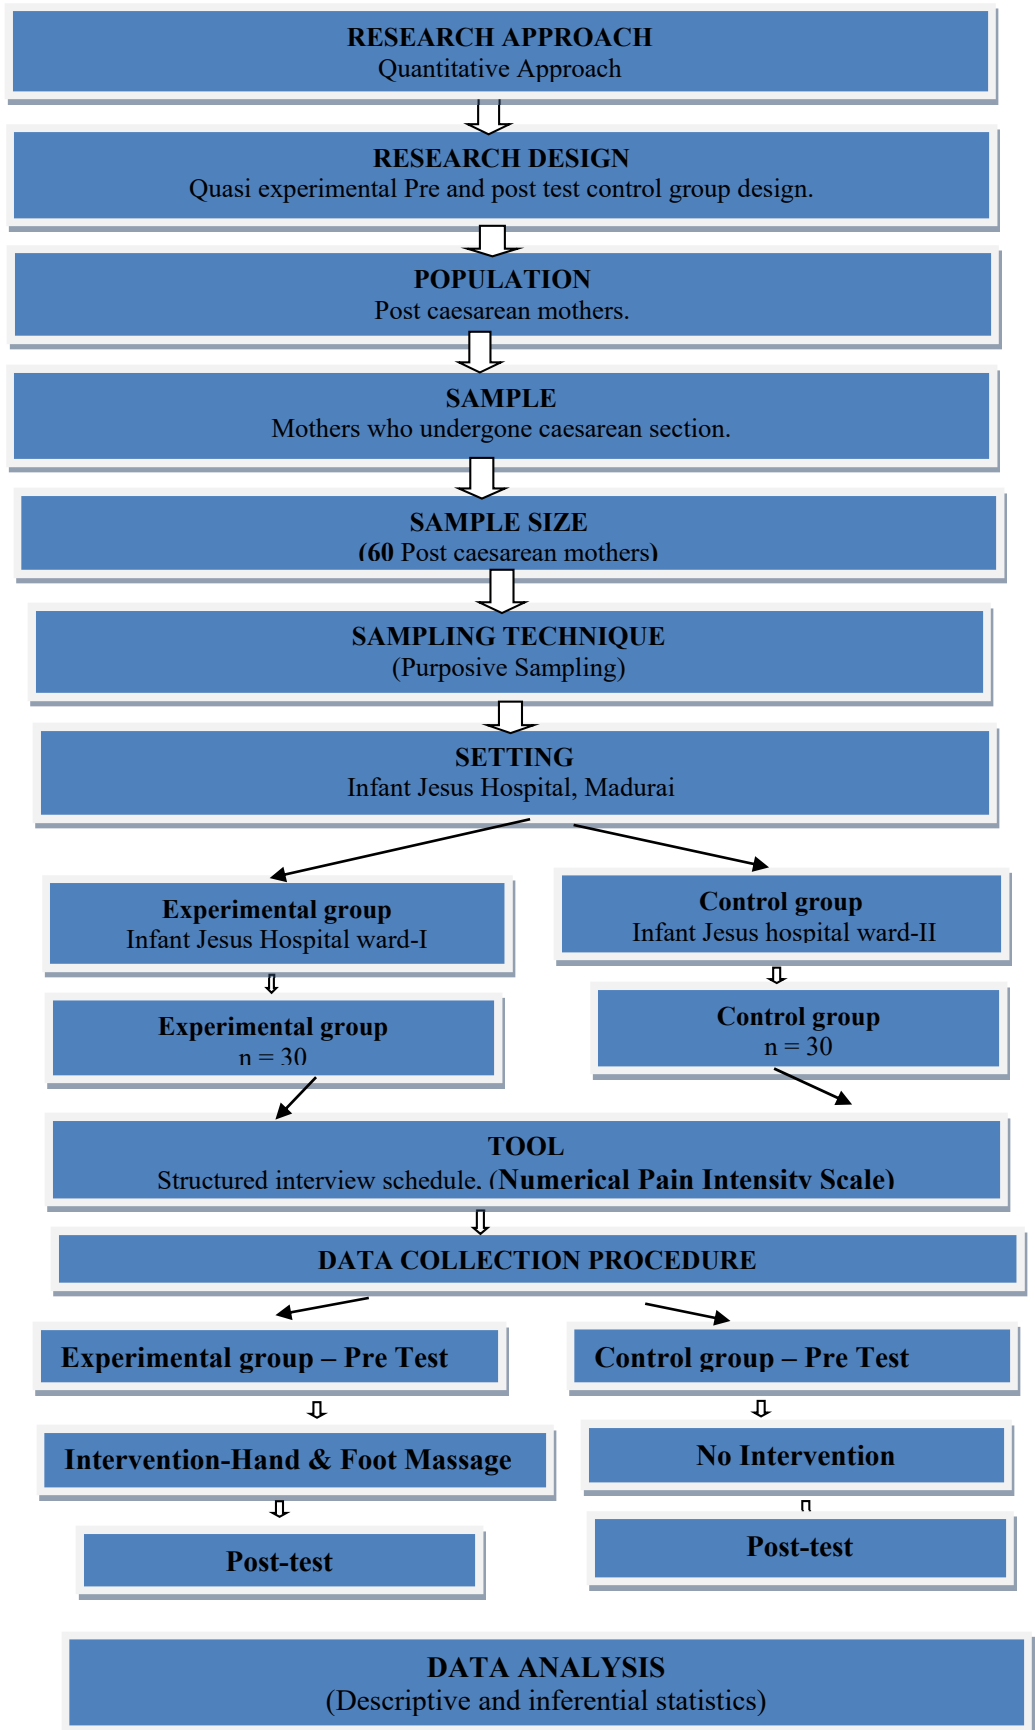 RESEARCH APPROACH
Quantitative Approach
RESEARCH DESIGN
Quasi experimental Pre and post test control group design.
POPULATION
Post caesarean mothers.
SAMPLE
Mothers who undergone caesarean section.
SAMPLE SIZE
(60 Post caesarean mothers)
SAMPLING TECHNIQUE
(Purposive Sampling)
SETTING
Infant Jesus Hospital, Madurai
Experimental group
Infant Jesus Hospital ward-I
Control group
Infant Jesus hospital ward-II
Experimental group
n = 30
Control group
n = 30
TOOL
Structured interview schedule. (Numerical Pain Intensity Scale)
DATA COLLECTION PROCEDURE
Experimental group – Pre Test
Control group – Pre Test
Intervention-Hand & Foot Massage
No Intervention
Post-test
Post-test
DATA ANALYSIS
(Descriptive and inferential statistics)